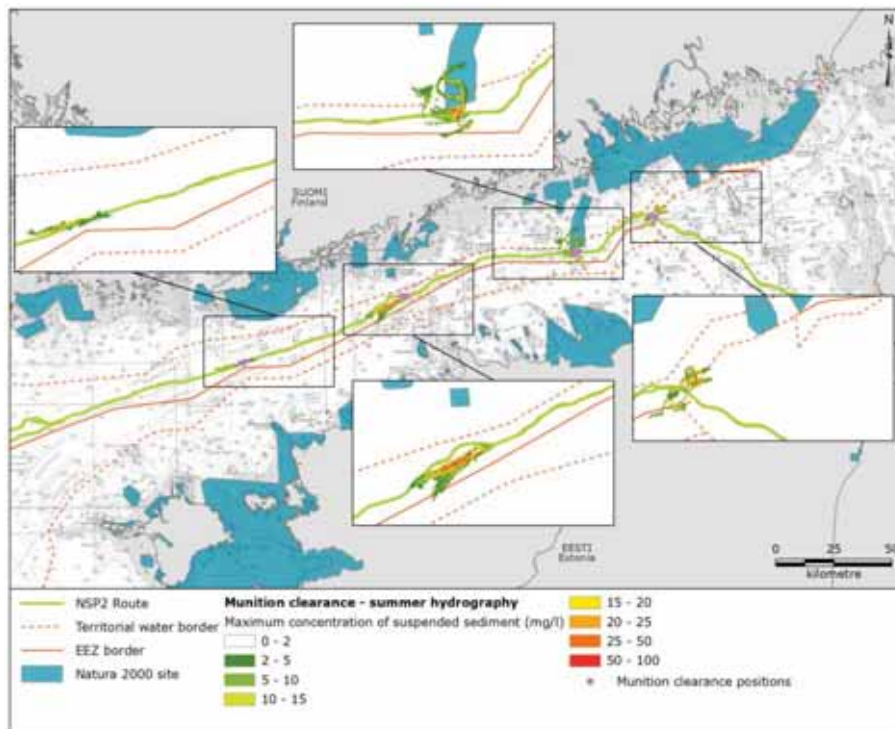 N
SUOMI
Finland
EESTI
Estonia
0 25 50
kilometre
NSP2 Route
Territorial water border
EEZ border
Natura 2000 site
Munition clearance - summer hydrography
Maximum concentration of suspended sediment (mg/l)
0 - 2
2 - 5
5 - 10
10 - 15
15 - 20
20 - 25
25 - 50
50 - 100
Munition clearance positions